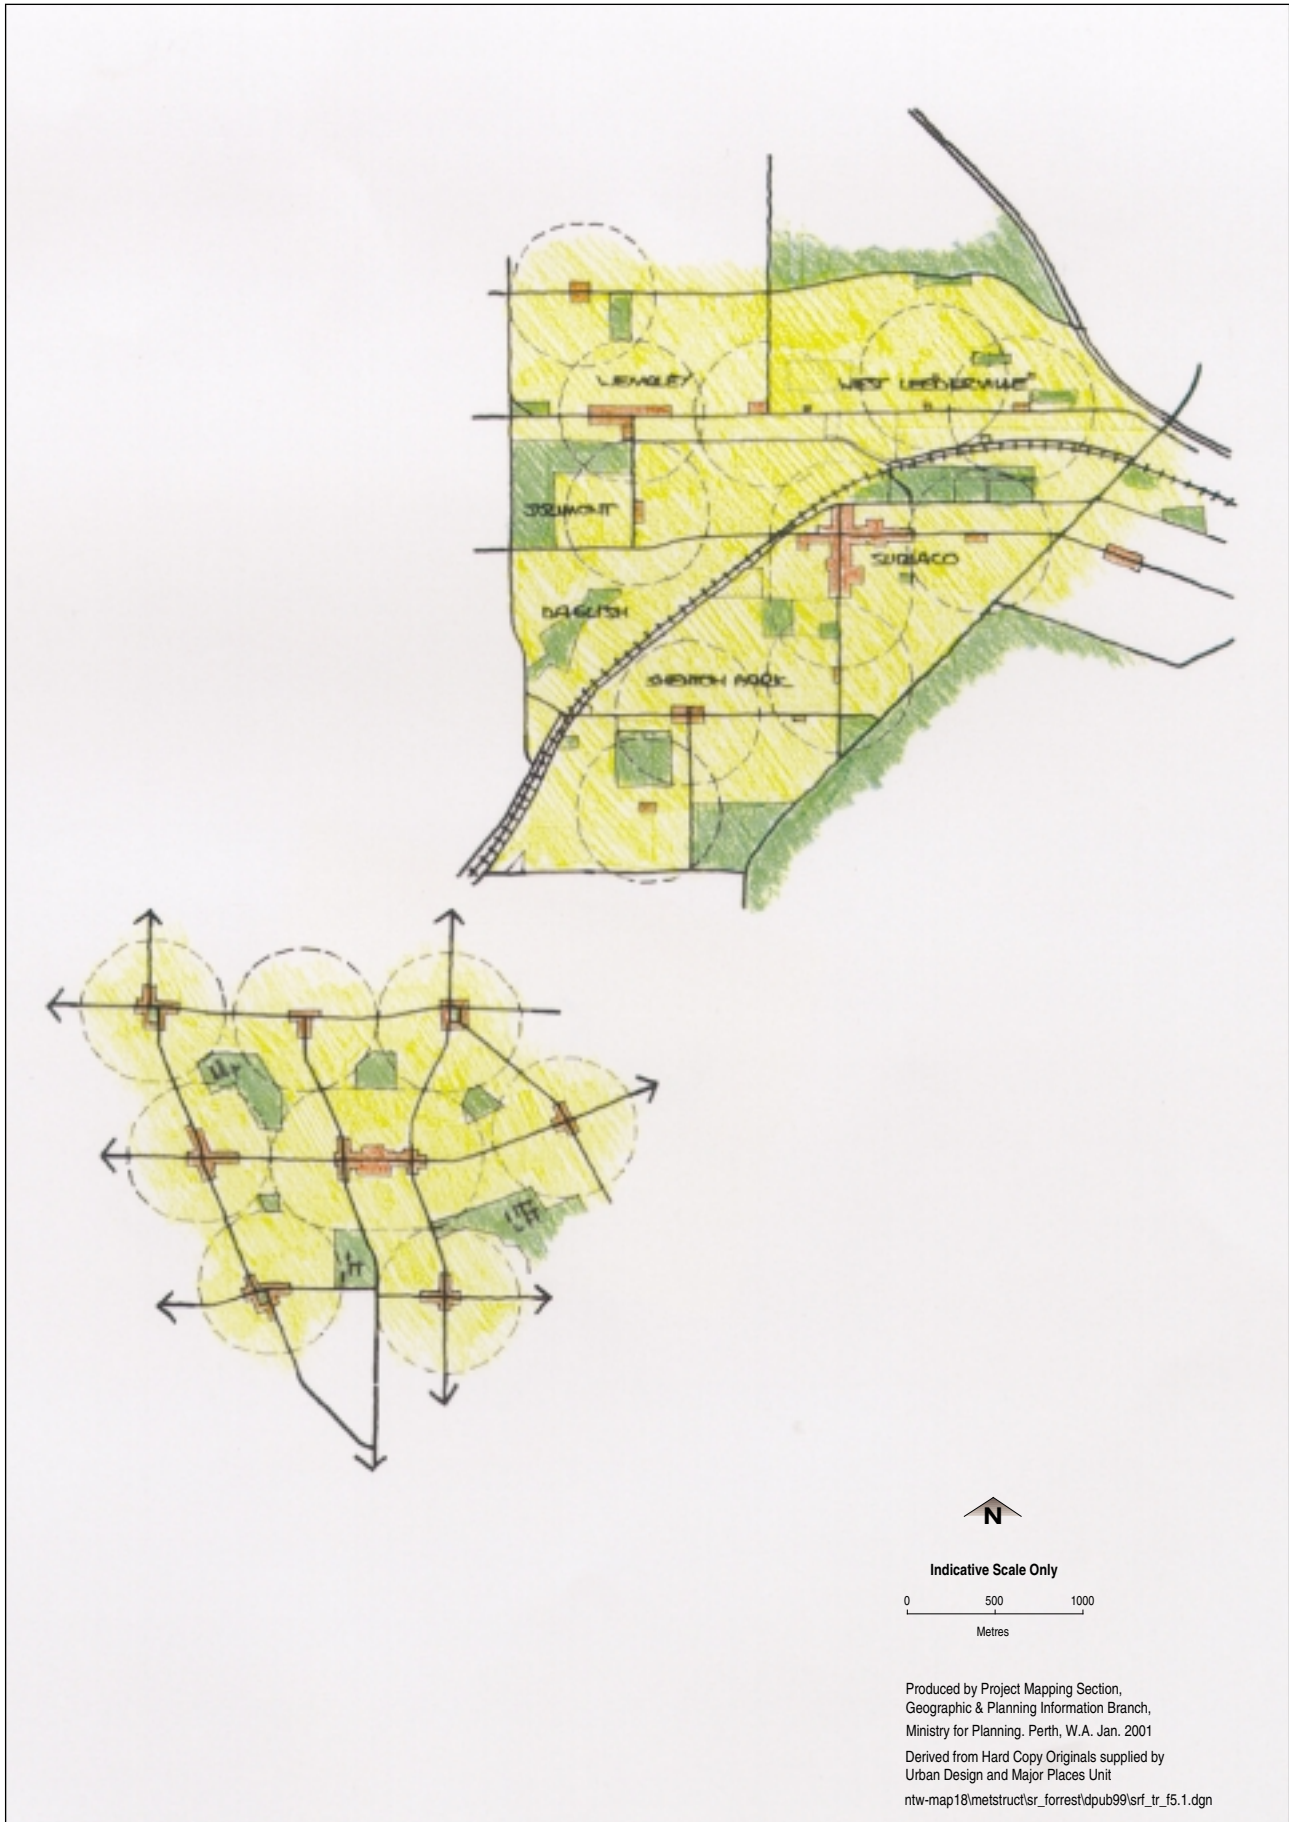 WEMBLEY
WEST LEEDERVILLE
JOLIMONT
SUBIACO
DAGLISH
SHENTON PARK
N
Indicative Scale Only
0 500 1000
Metres
Produced by Project Mapping Section,
Geographic & Planning Information Branch,
Ministry for Planning. Perth, W.A. Jan. 2001
Derived from Hard Copy Originals supplied by
Urban Design and Major Places Unit
ntw-map18\metstruct\sr_forrest\dpub99\srf_tr_f5.1.dgn